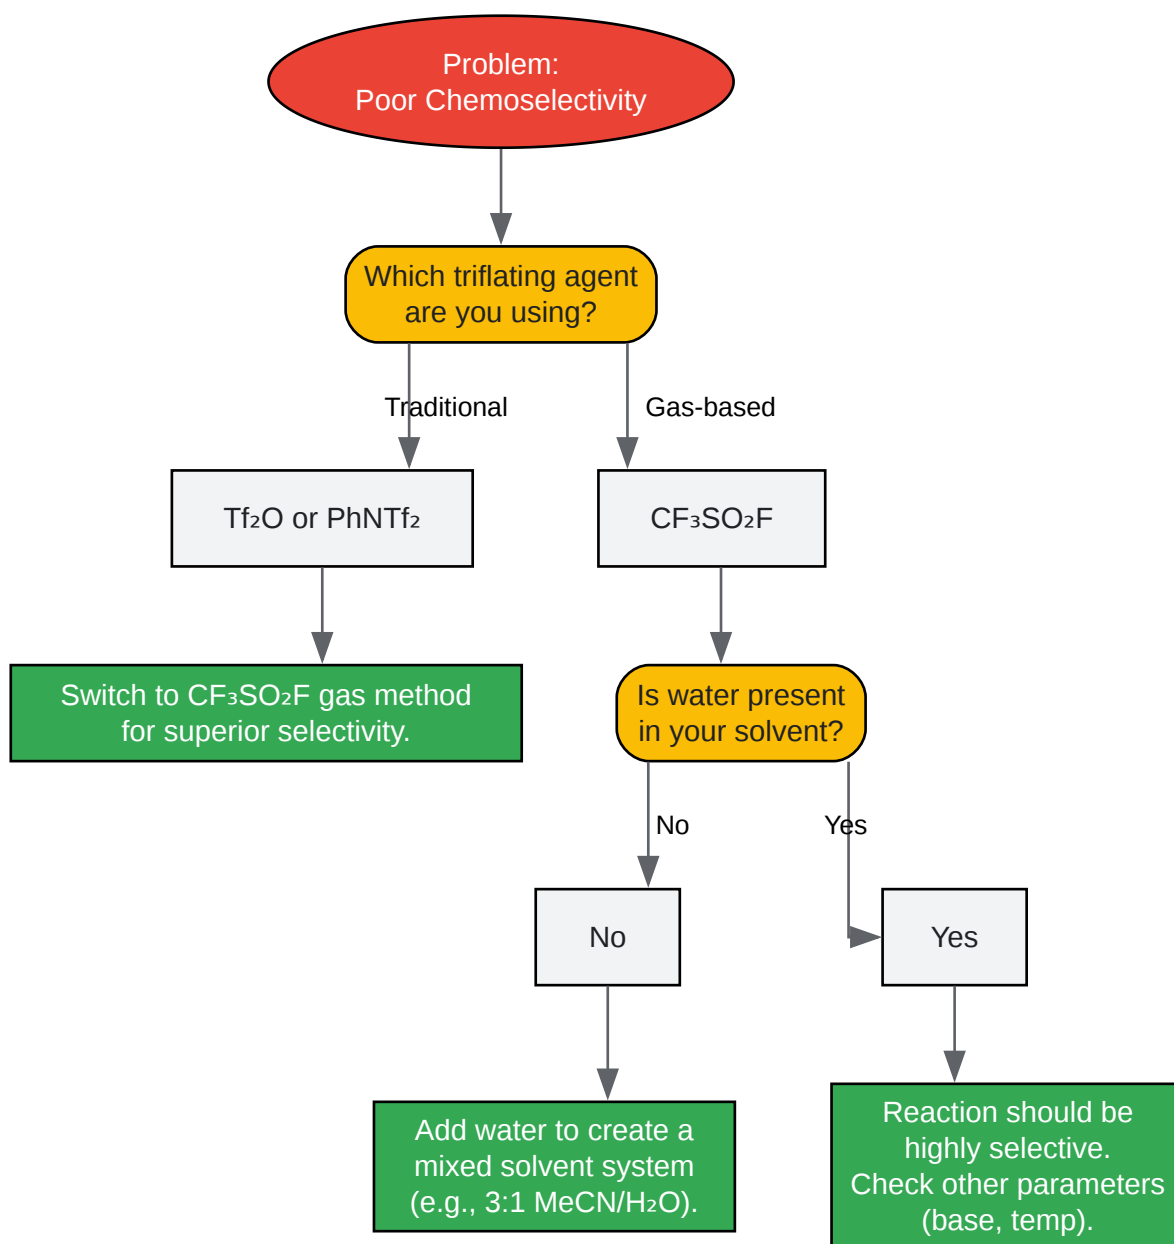 Problem:
Poor Chemoselectivity
Which triflating agent
are you using?
Traditional
Gas-based
Tf₂O or PhNTf₂
CF₃SO₂F
Switch to CF₃SO₂F gas method
for superior selectivity.
Is water present
in your solvent?
No
Yes
No
Yes
Add water to create a
mixed solvent system
(e.g., 3:1 MeCN/H₂O).
Reaction should be
highly selective.
Check other parameters
(base, temp).